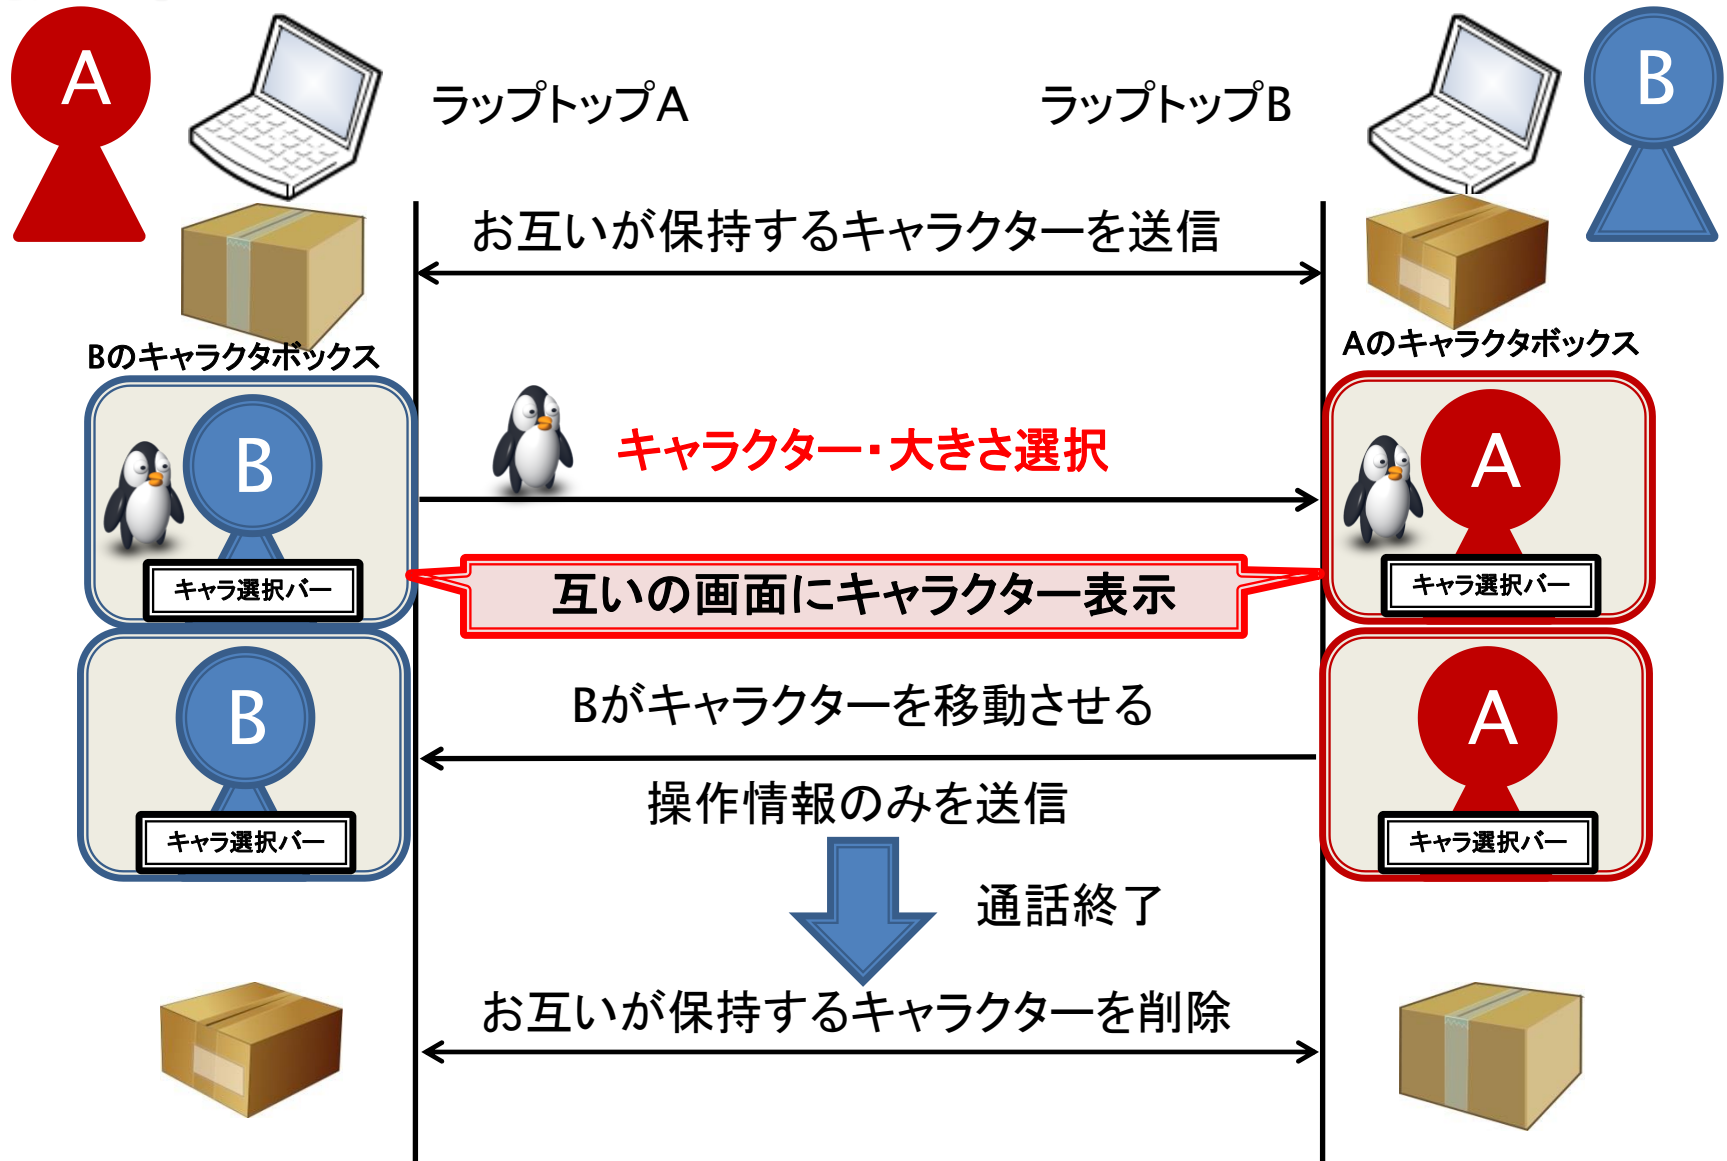 A
ラップトップA
ラップトップB
B
お互いが保持するキャラクターを送信
Bのキャラクタボックス
Aのキャラクタボックス
B
キャラクター・大きさ選択
A
キャラ選択バー
互いの画面にキャラクター表示
キャラ選択バー
B
Bがキャラクターを移動させる
A
操作情報のみを送信
キャラ選択バー
キャラ選択バー
通話終了
お互いが保持するキャラクターを削除